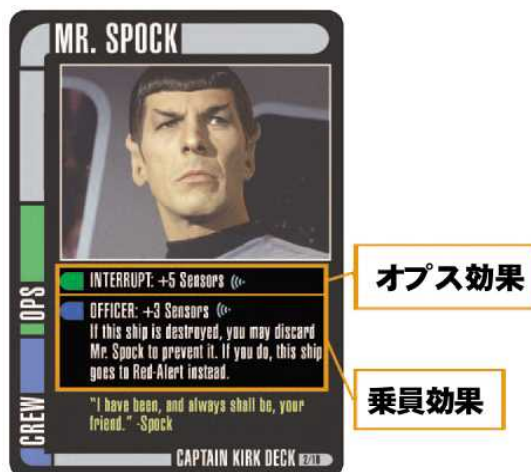 MR. SPOCK
INTERRUPT: +5 Sensors
OFFICER: +3 Sensors
If this ship is destroyed, you may discard
Mr. Spock to prevent it. If you do, this ship
goes to Red-Alert instead.
"I have been, and always shall be, your
friend." -Spock
CAPTAIN KIRK DECK 2/18
OPS
CREW
オプス効果
乗員効果